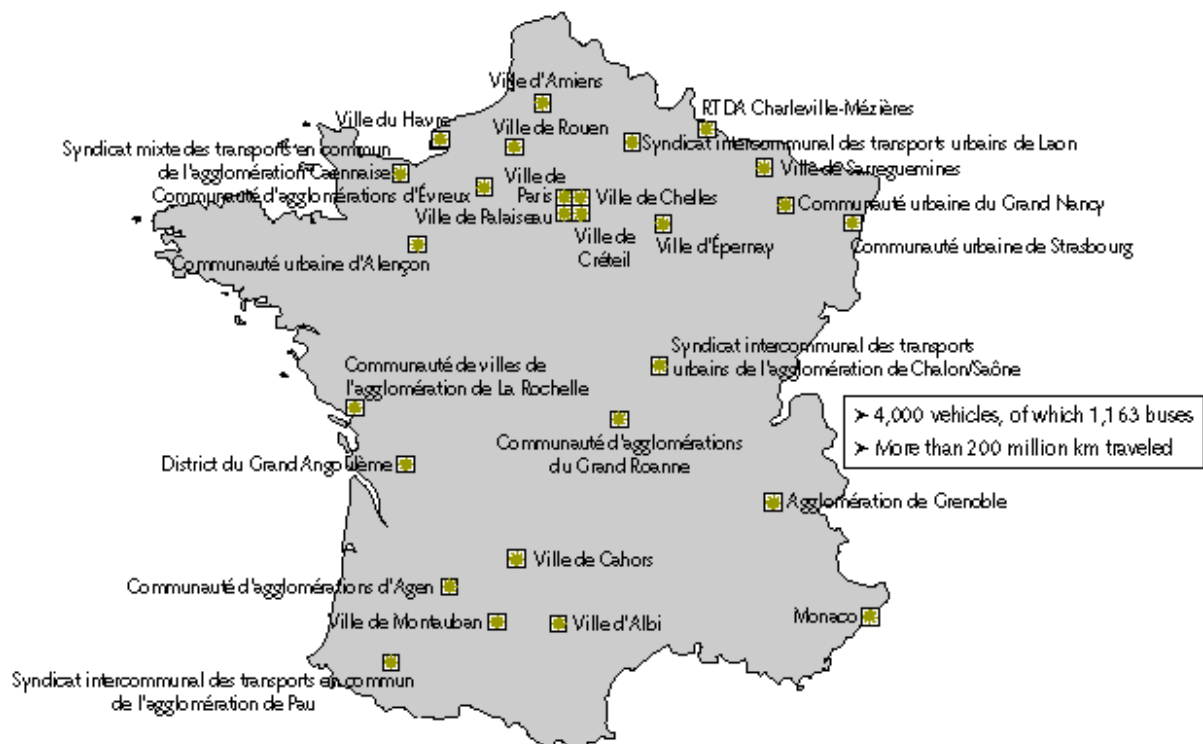 Ville d'Amiens
RTDA Charleville-Mézières
Ville du Havre
Ville de Rouen
Syndicat intercommunal des transports urbains de Laon
Syndicat mixte des transports en commun
de l'agglomération Caennaise
Ville de Sarreguemines
Communauté d'agglomérations d'Évreux
Ville de
Paris
Ville de Chelles
Communauté urbaine du Grand Nancy
Ville de Palaiseau
Ville de
Créteil
Ville d'Épernay
Communauté urbaine de Strasbourg
Communauté urbaine d'Alençon
Syndicat intercommunal des transports
urbains de l'agglomération de Chalon/Saône
Communauté de villes de
l'agglomération de La Rochelle
➤ 4,000 vehicles, of which 1,163 buses
➤ More than 200 million km traveled
Communauté d'agglomérations
du Grand Roanne
District du Grand Angoulème
Agglomération de Grenoble
Ville de Cahors
Communauté d'agglomérations d'Agen
Ville de Montauban
Ville d'Albi
Monaco
Syndicat intercommunal des transports en commun
de l'agglomération de Pau